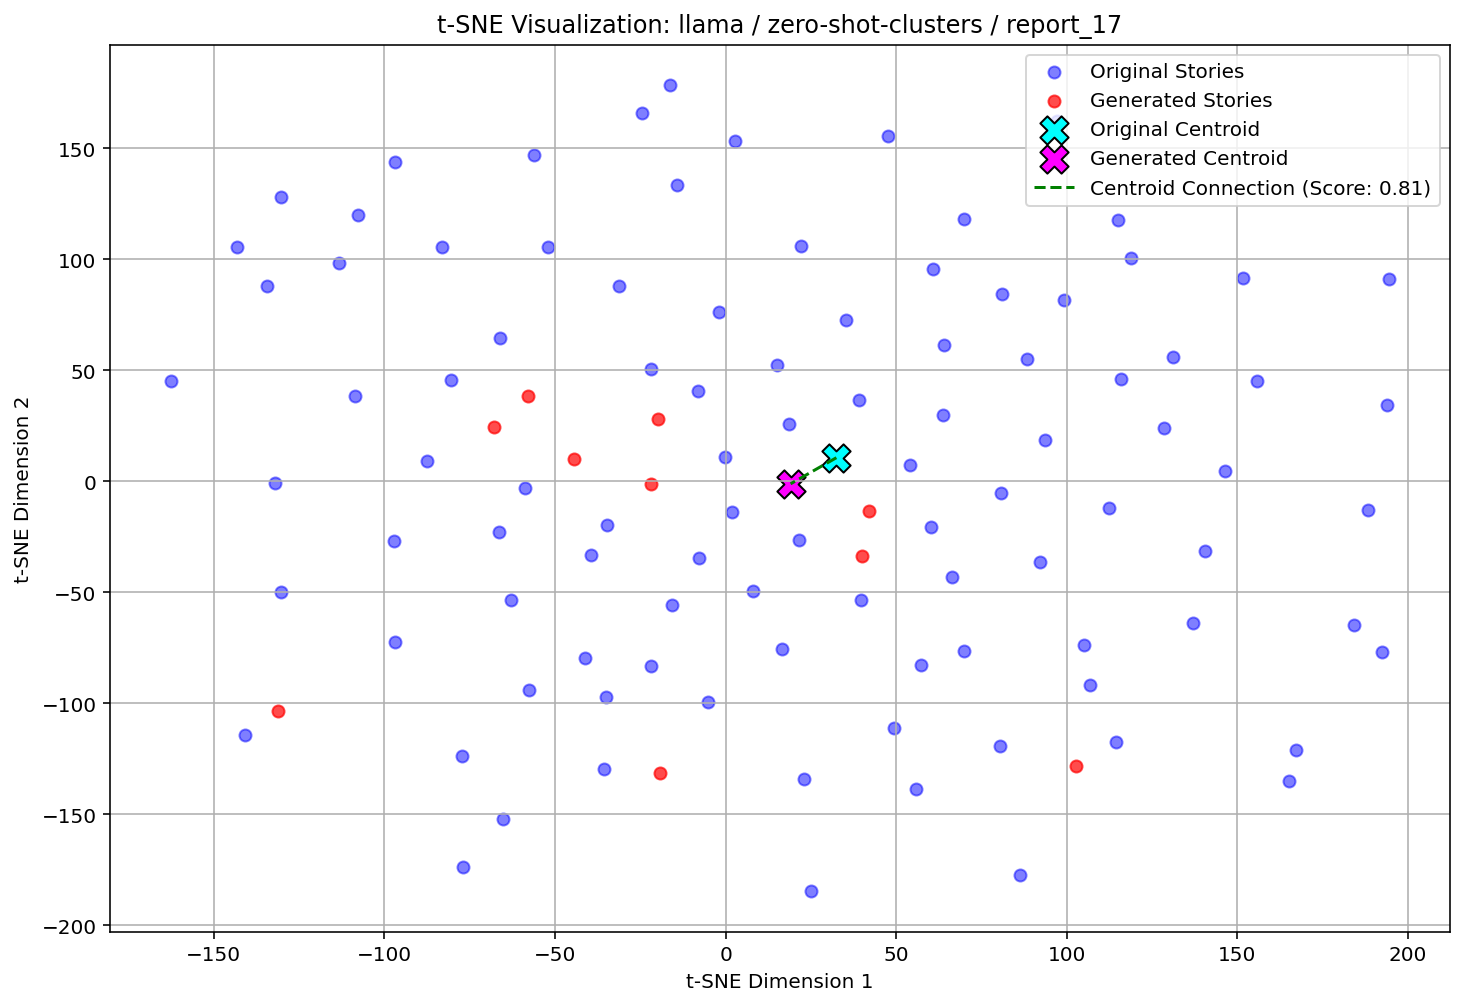 t-SNE Visualization: llama / zero-shot-clusters / report_17
Original Stories
Generated Stories
Original Centroid
Generated Centroid
Centroid Connection (Score: 0.81)
t-SNE Dimension 2
150
100
50
0
−50
−100
−150
−200
−150
−100
−50
0
50
100
150
200
t-SNE Dimension 1